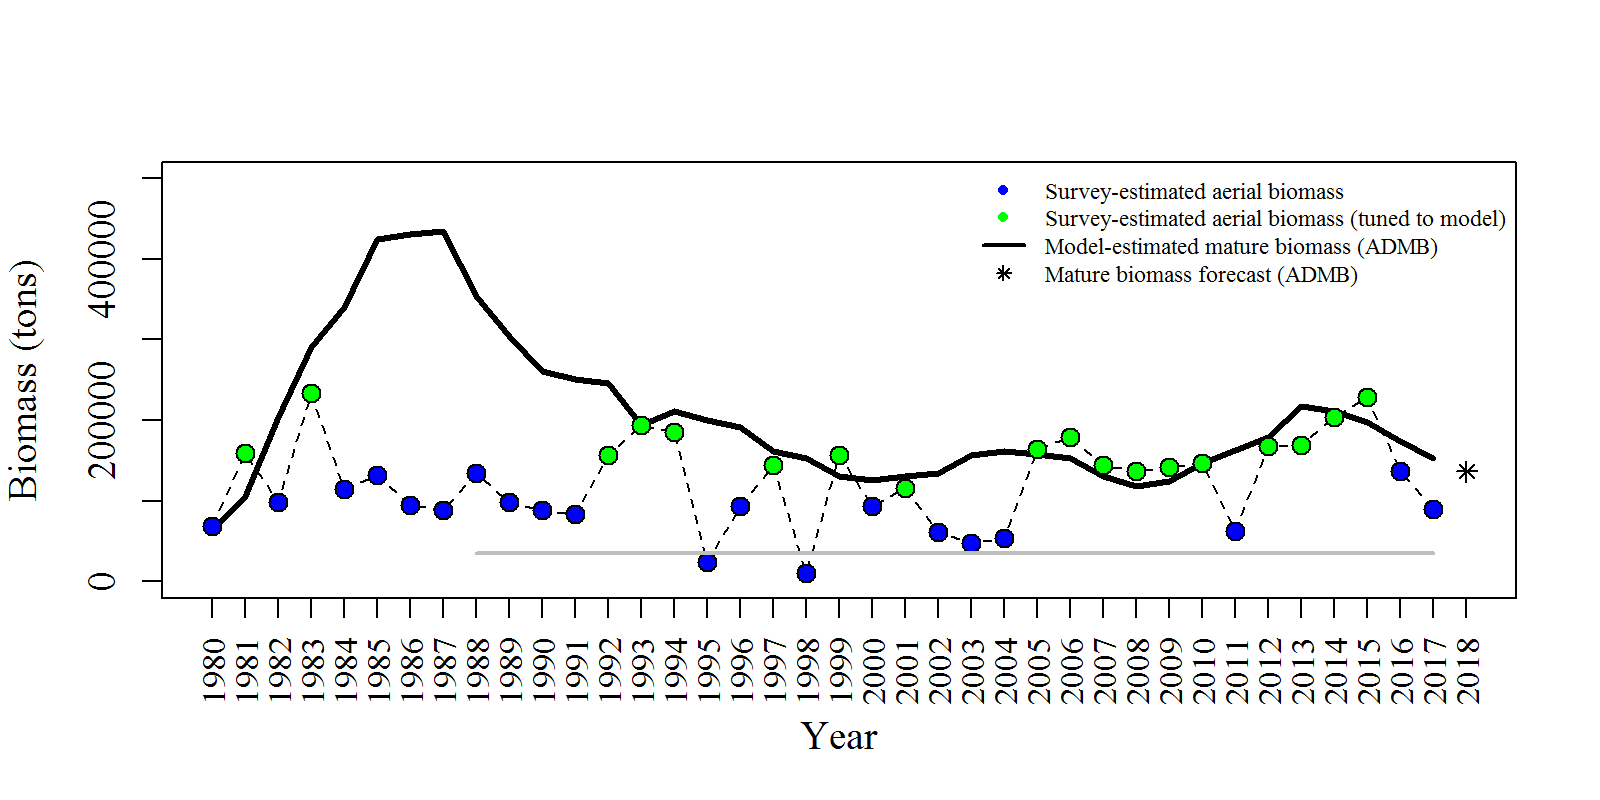 Survey-estimated aerial biomass
Survey-estimated aerial biomass (tuned to model)
Model-estimated mature biomass (ADMB)
Mature biomass forecast (ADMB)
Biomass (tons)
400000
200000
0
1980 1981 1982 1983 1984 1985 1986 1987 1988 1989 1990 1991 1992 1993 1994 1995 1996 1997 1998 1999 2000 2001 2002 2003 2004 2005 2006 2007 2008 2009 2010 2011 2012 2013 2014 2015 2016 2017 2018
Year